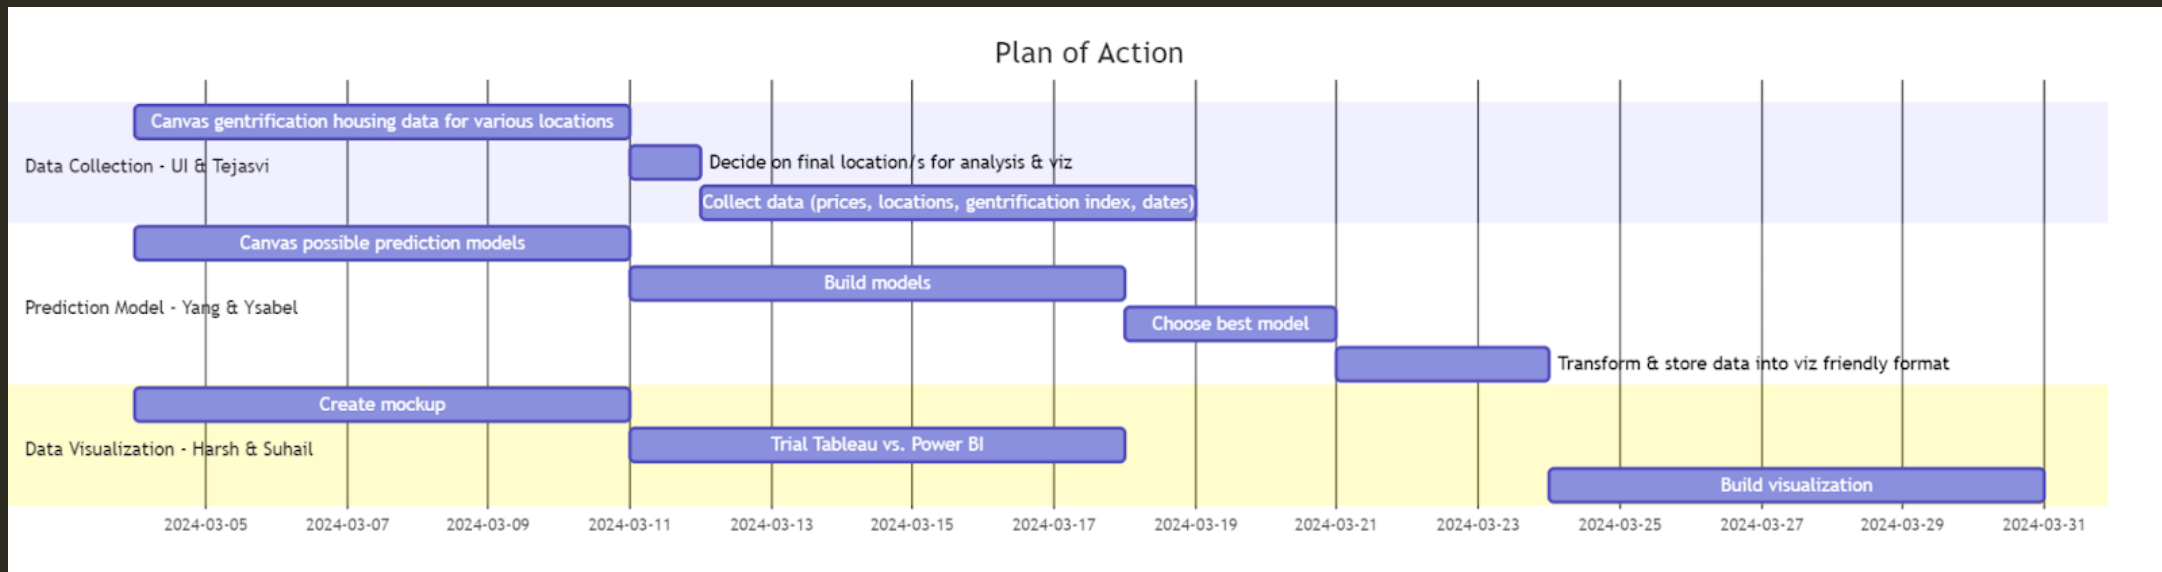 Plan of Action
Canvas gentrification housing data for various locations
Decide on final location/s for analysis & viz
Data Collection - UI & Tejasvi
Collect data (prices, locations, gentrification index, dates)
Canvas possible prediction models
Build models
Prediction Model - Yang & Ysabel
Choose best model
Transform & store data into viz friendly format
Create mockup
Trial Tableau vs. Power BI
Data Visualization - Harsh & Suhail
Build visualization
2024-03-05 2024-03-07 2024-03-09 2024-03-11 2024-03-13 2024-03-15 2024-03-17 2024-03-19 2024-03-21 2024-03-23 2024-03-25 2024-03-27 2024-03-29 2024-03-31